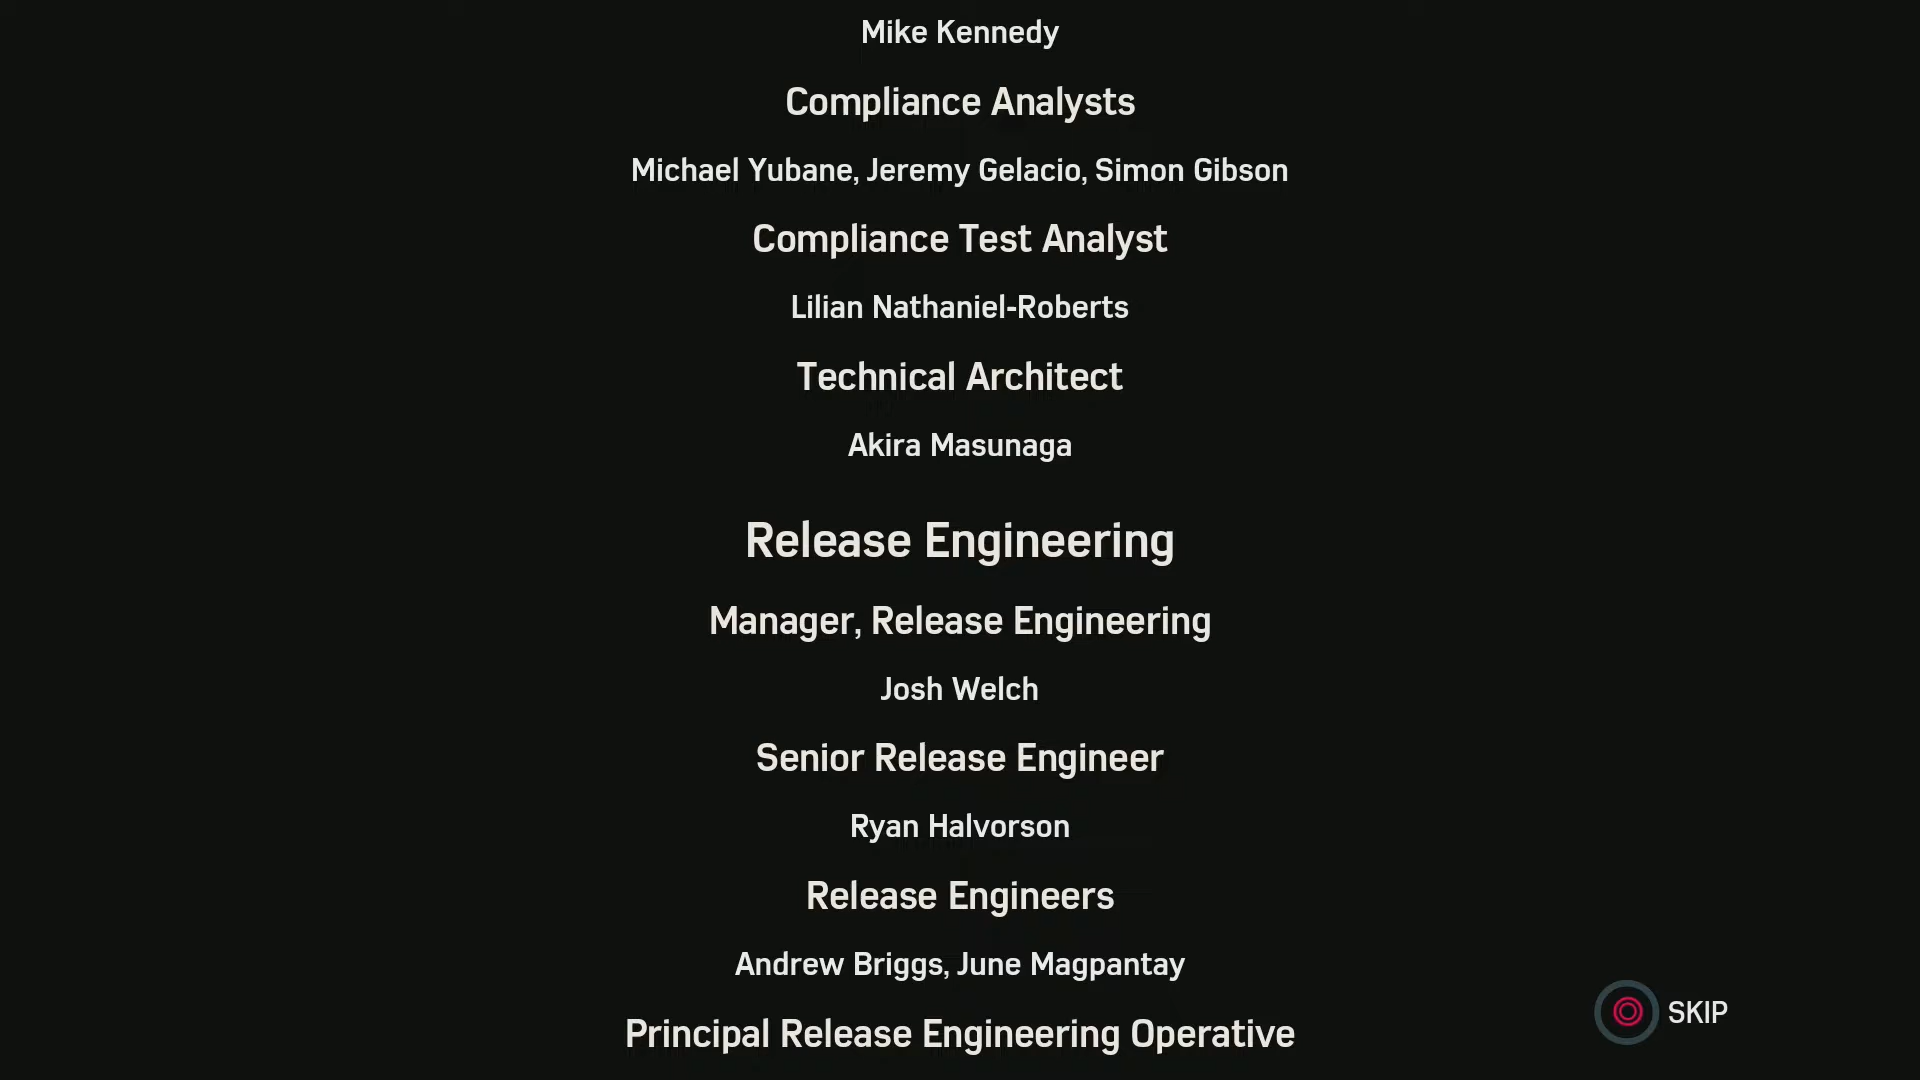 Mike Kennedy
Compliance Analysts
Michael Yubane, Jeremy Gelacio, Simon Gibson
Compliance Test Analyst
Lilian Nathaniel-Roberts
Technical Architect
Akira Masunaga
Release Engineering
Manager, Release Engineering
Josh Welch
Senior Release Engineer
Ryan Halvorson
Release Engineers
Andrew Briggs, June Magpantay
SKIP
Principal Release Engineering Operative